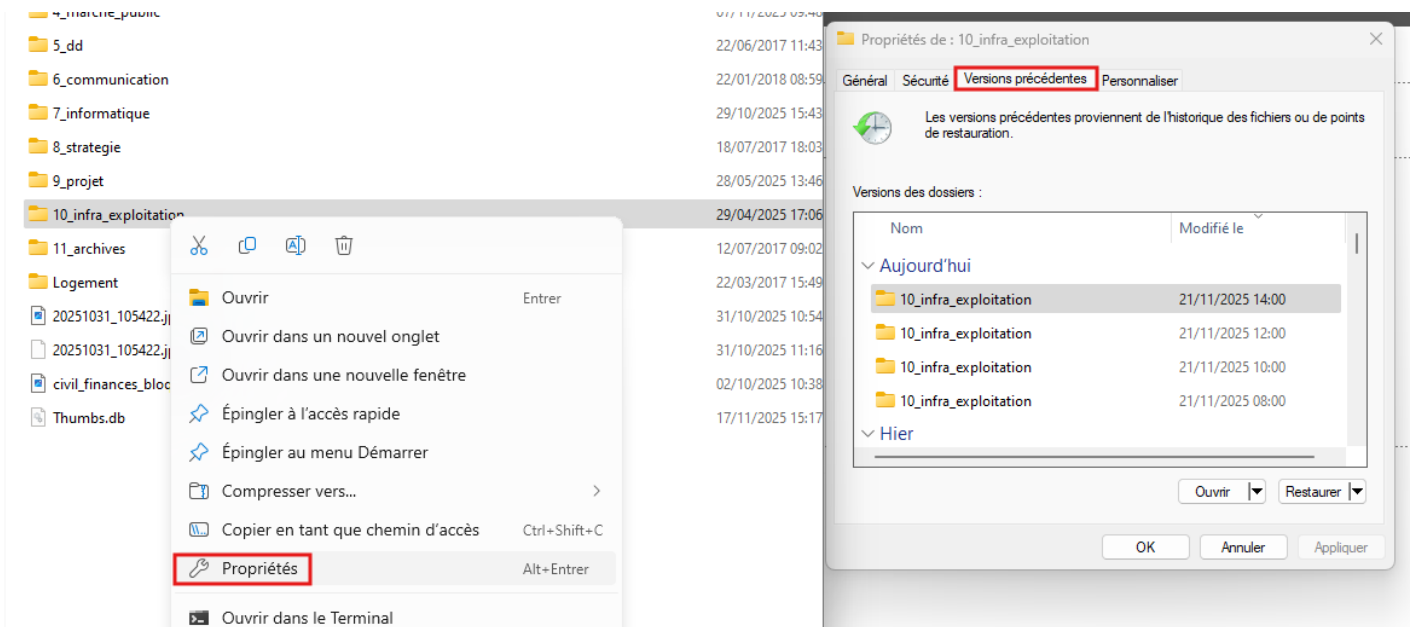 4_marche_public 07/11/2025 09:48
5_dd 22/06/2017 11:43
6_communication 22/01/2018 08:59
7_informatique 29/10/2025 15:43
8_strategie 18/07/2017 18:03
9_projet 28/05/2025 13:46
10_infra_exploitation 29/04/2025 17:06
11_archives 12/07/2017 09:02
Logement 22/03/2017 15:49
20251031_105422.j 31/10/2025 10:54
20251031_105422.j 31/10/2025 11:16
civil_finances_bloc 02/10/2025 10:38
Thumbs.db 17/11/2025 15:17
Ouvrir Entrer
Ouvrir dans un nouvel onglet
Ouvrir dans une nouvelle fenêtre
Épingler à l'accès rapide
Épingler au menu Démarrer
Compresser vers...
Copier en tant que chemin d'accès Ctrl+Shift+C
Propriétés Alt+Entrer
Ouvrir dans le Terminal
Propriétés de : 10_infra_exploitation
Général Sécurité Versions précédentes Personnaliser
Les versions précédentes proviennent de l'historique des fichiers ou de points
de restauration.
Versions des dossiers :
Nom Modifié le
Aujourd'hui
10_infra_exploitation 21/11/2025 14:00
10_infra_exploitation 21/11/2025 12:00
10_infra_exploitation 21/11/2025 10:00
10_infra_exploitation 21/11/2025 08:00
Hier
Ouvrir Restaurer
OK Annuler Appliquer